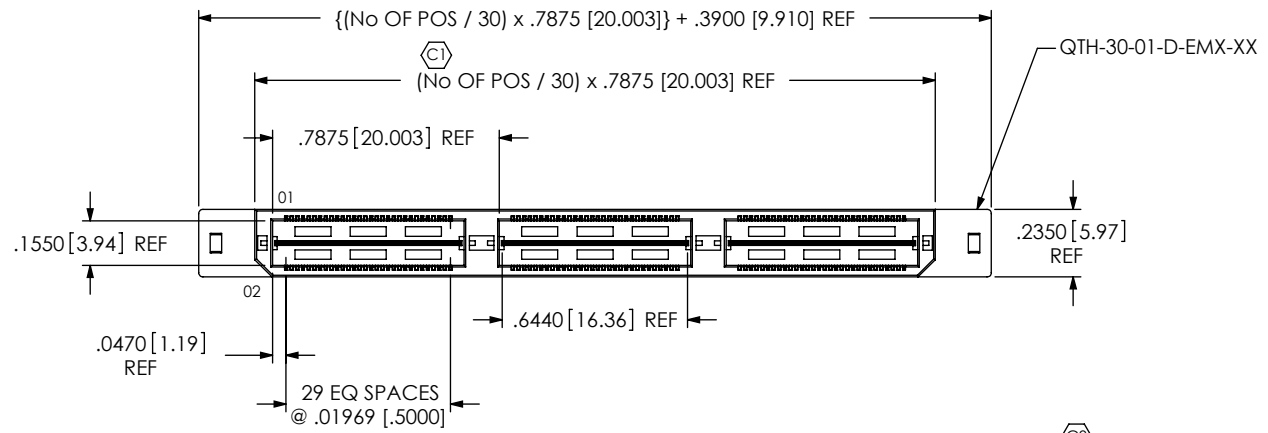 {(No OF POS / 30) x .7875 [20.003]} + .3900 [9.910] REF
C1
QTH-30-01-D-EMX-XX
(No OF POS / 30) x .7875 [20.003] REF
.7875 [20.003] REF
01
.1550 [3.94] REF
.2350 [5.97]
REF
02
.6440 [16.36] REF
.0470 [1.19]
REF
29 EQ SPACES
@ .01969 [.5000]